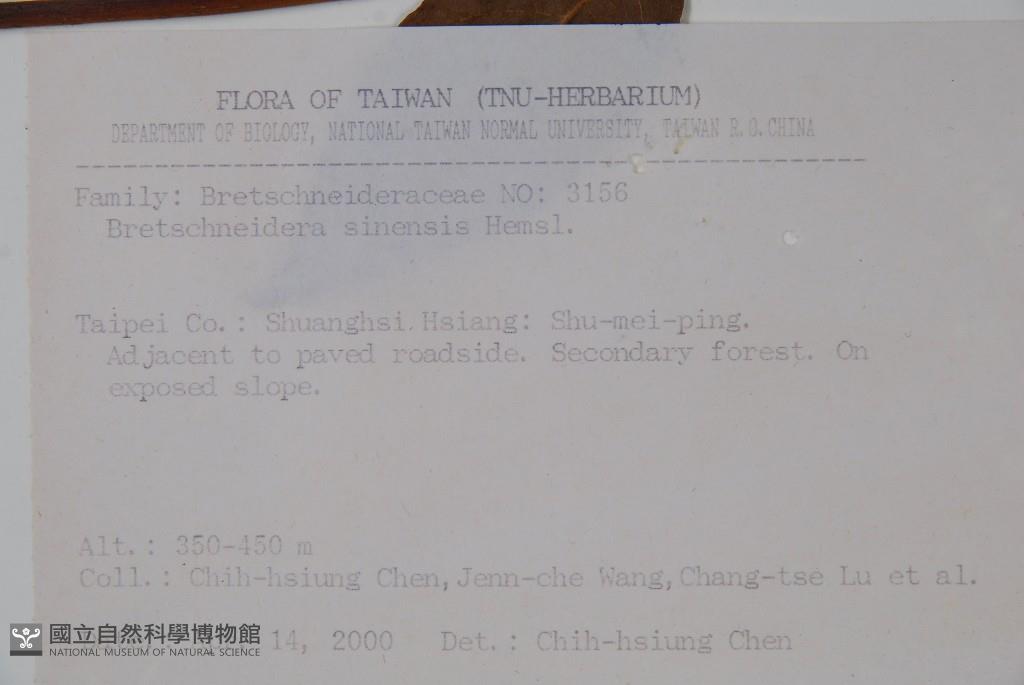 FLORA OF TAIWAN (TNU-HERBARIUM)
DEPARTMENT OF BIOLOGY, NATIONAL TAIWAN NORMAL UNIVERSITY, TAIWAN R.O.CHINA
Family: Bretschneideraceae NO: 3156
Bretschneidera sinensis Hemsl.
Taipei Co.: Shuanghsi Hsiang: Shu-mei-ping.
Adjacent to paved roadside. Secondary forest. On
exposed slope.
Alt.: 350-450 m
Coll.: Chih-hsiung Chen, Jenn-che Wang, Chang-tse Lu et al.
14, 2000 Det.: Chih-hsiung Chen
國立自然科學博物館
NATIONAL MUSEUM OF NATURAL SCIENCE